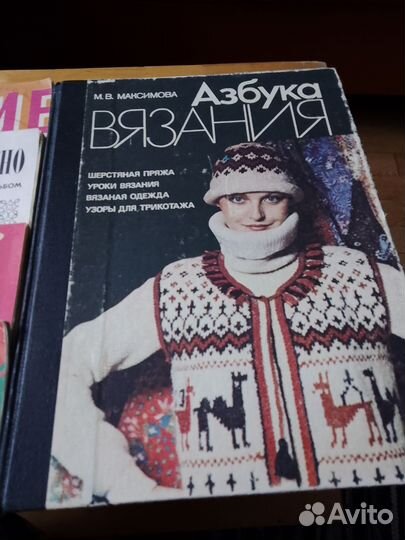 М. В. МАКСИМОВА
Азбука
ВЯЗАНИЯ
ШЕРСТЯНАЯ ПРЯЖА
УРОКИ ВЯЗАНИЯ
ВЯЗАНАЯ ОДЕЖДА
УЗОРЫ ДЛЯ ТРИКОТАЖА
Avito